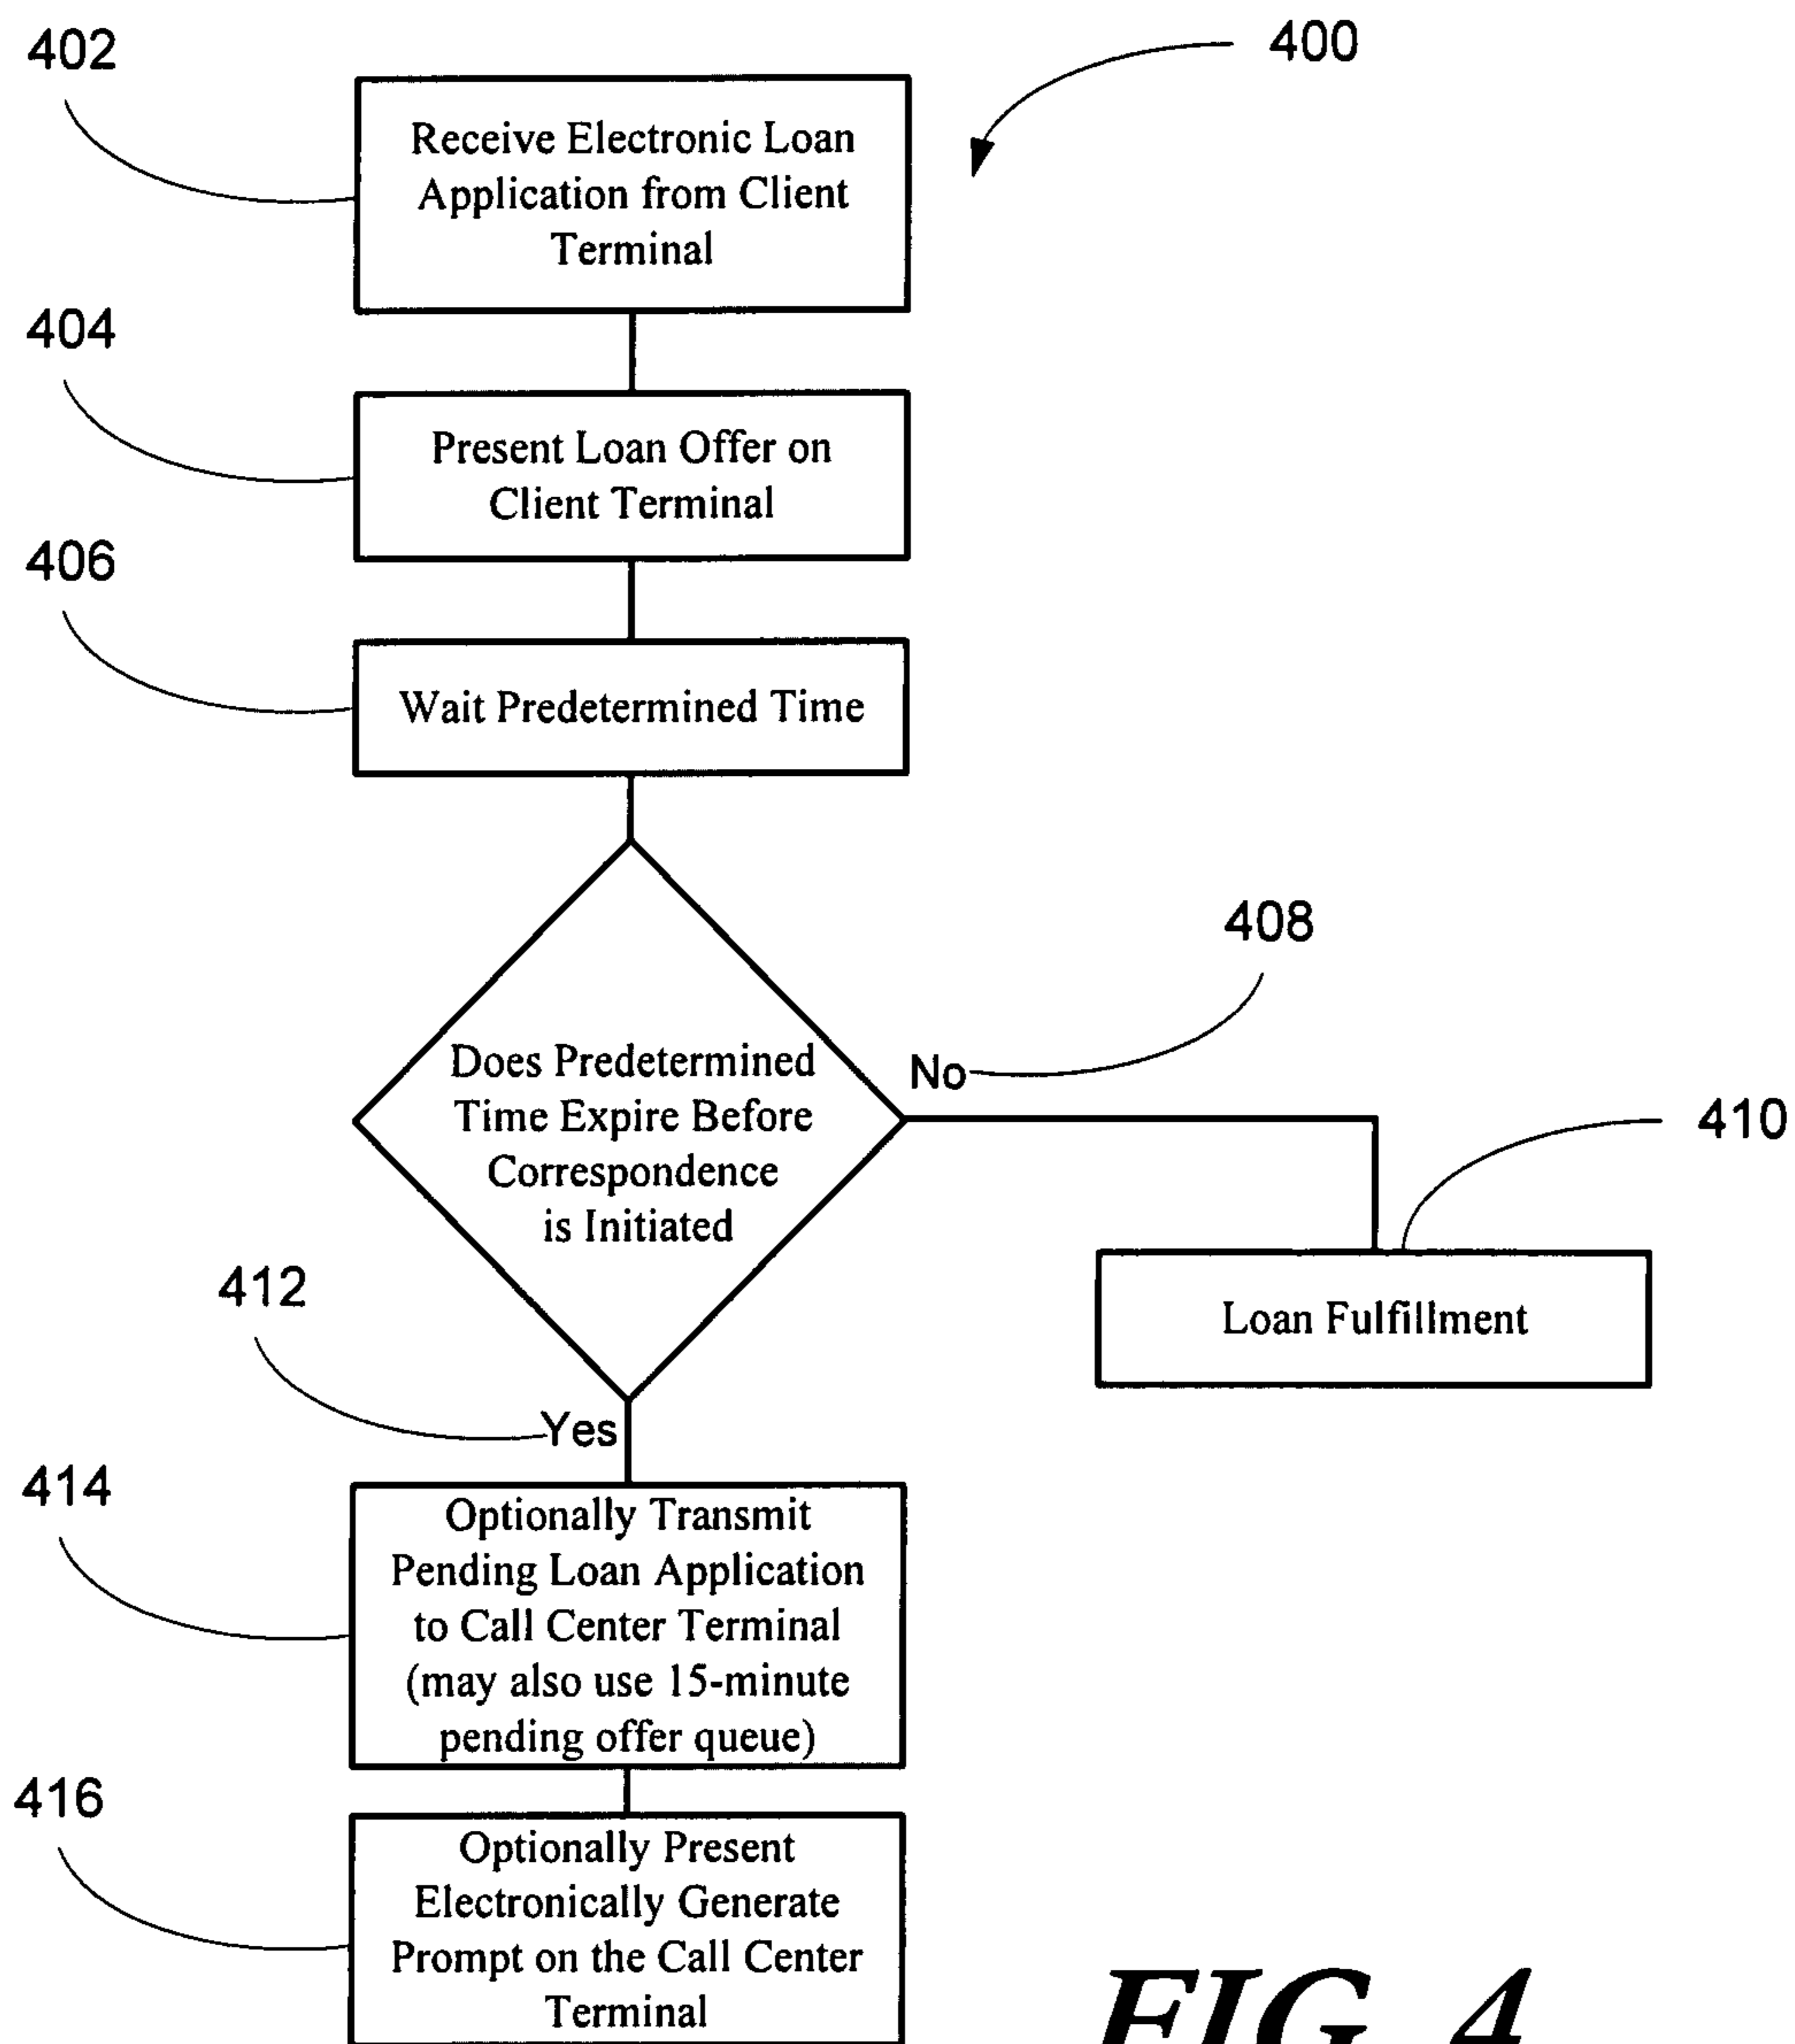 402
400
Receive Electronic Loan
Application from Client
Terminal
404
Present Loan Offer on
Client Terminal
406
Wait Predetermined Time
408
Does Predetermined
Time Expire Before
Correspondence
is Initiated
No
410
Loan Fulfillment
412
Yes
414
Optionally Transmit
Pending Loan Application
to Call Center Terminal
(may also use 15-minute
pending offer queue)
416
Optionally Present
Electronically Generate
Prompt on the Call Center
Terminal
FIG. 4